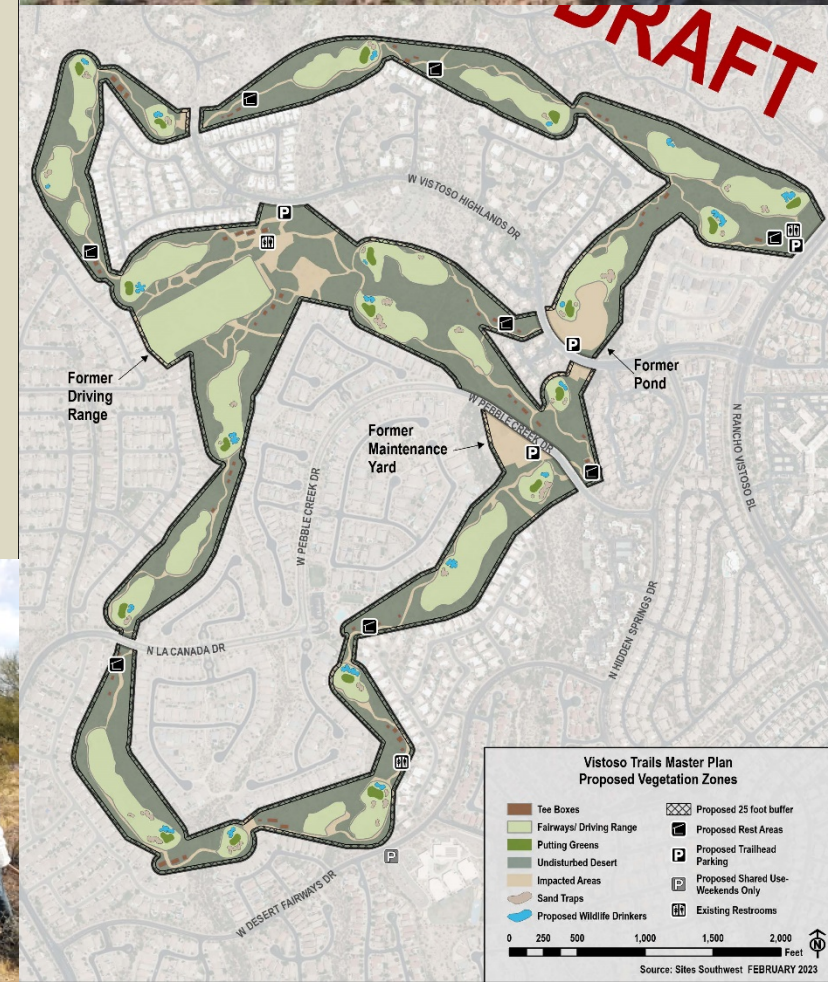 DRAFT
P
W VISTOSO HIGHLANDS DR
P
P
Former
Pond
Former
Driving
Range
W PEBBLECREEK DR
Former
Maintenance
Yard
P
N RANCHO VISTOSO BL
W PEBBLECREEK DR
N HIDDEN SPRINGS DR
N LA CANADA DR
P
W DESERT FAIRWAYS DR
Vistoso Trails Master Plan
Proposed Vegetation Zones
Tee Boxes
Fairways/ Driving Range
Putting Greens
Undisturbed Desert
Impacted Areas
Sand Traps
Proposed Wildlife Drinkers
Proposed 25 foot buffer
Proposed Rest Areas
P Proposed Trailhead
Parking
P Proposed Shared Use-
Weekends Only
Existing Restrooms
0 250 500 1,000 1,500 2,000
Feet
N
Source: Sites Southwest FEBRUARY 2023